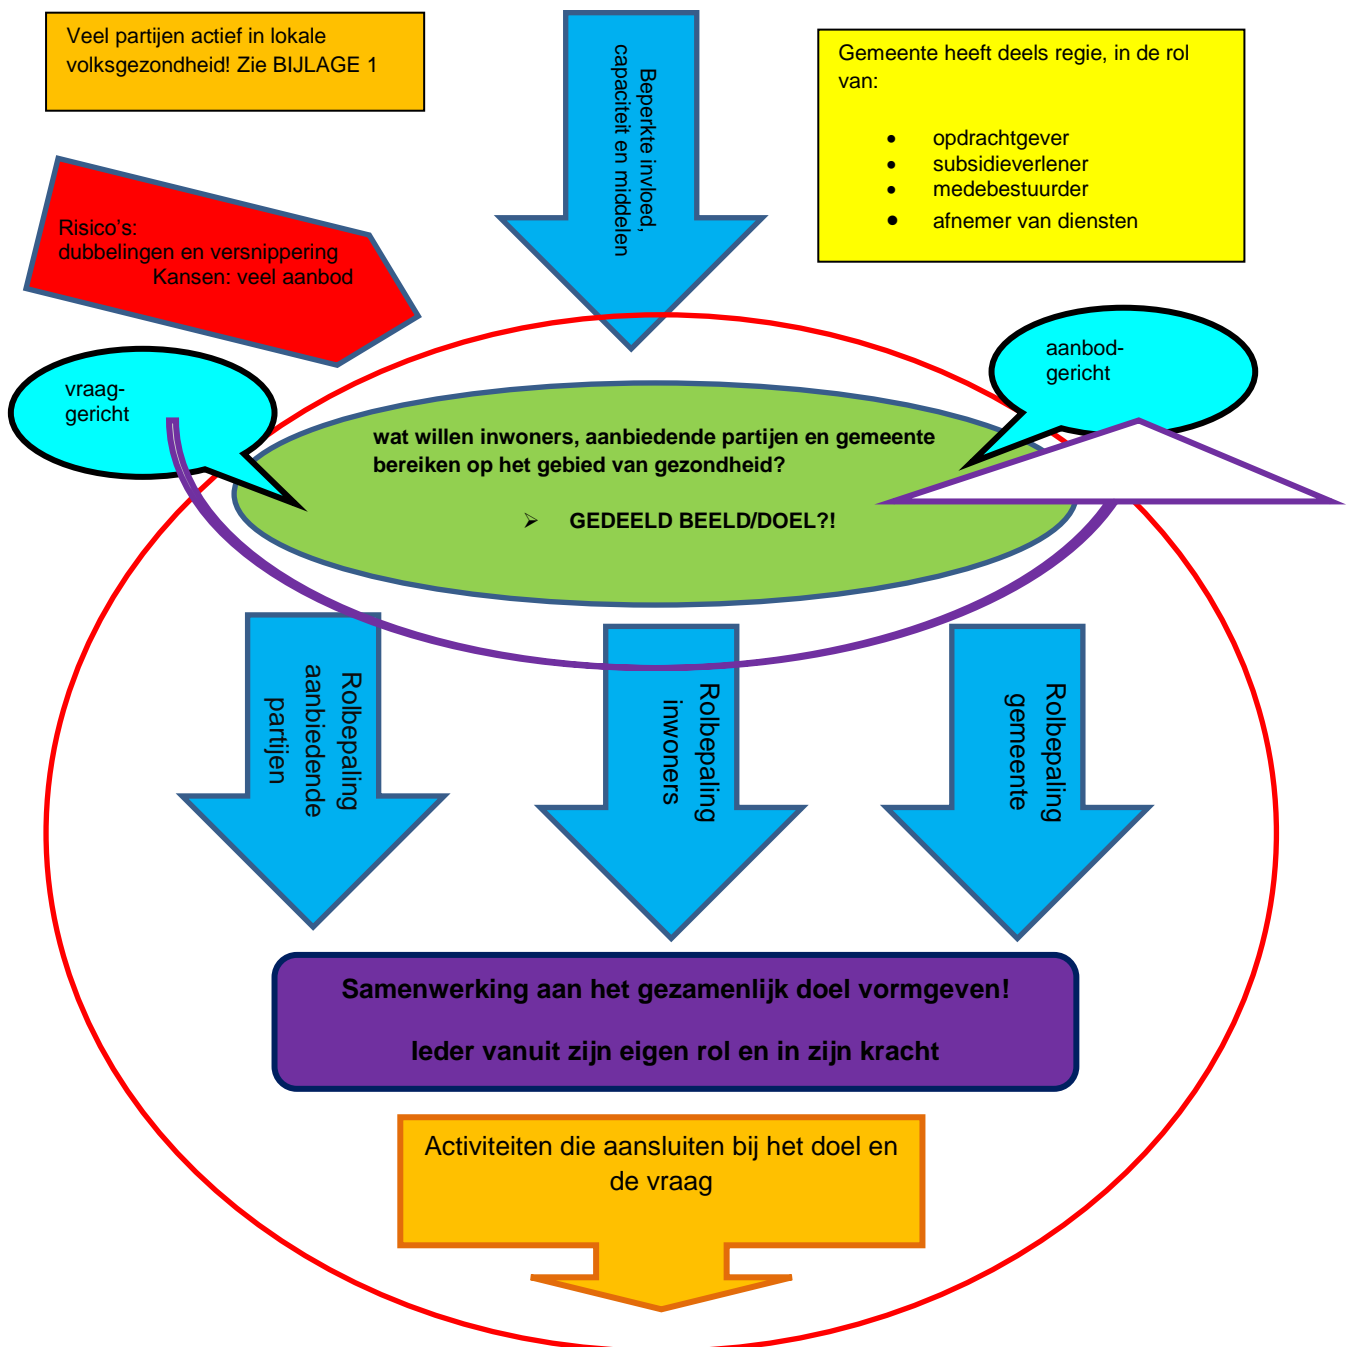 Veel partijen actief in lokale
volksgezondheid! Zie BIJLAGE 1
Beperkte invloed,
capaciteit en middelen
Gemeente heeft deels regie, in de rol
van:
• opdrachtgever
• subsidieverlener
• medebestuurder
• afnemer van diensten
Risico's:
dubbelingen en versnippering
Kansen: veel aanbod
vraag-
gericht
aanbod-
gericht
wat willen inwoners, aanbiedende partijen en gemeente
bereiken op het gebied van gezondheid?
➢ GEDEELD BEELD/DOEL?!
Rolbepaling
aanbiedende
partijen
Rolbepaling
inwoners
Rolbepaling
gemeente
Samenwerking aan het gezamenlijk doel vormgeven!
Ieder vanuit zijn eigen rol en in zijn kracht
Activiteiten die aansluiten bij het doel en
de vraag